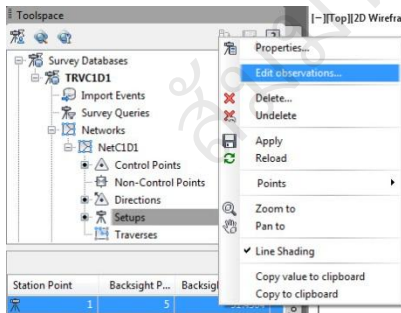 Toolspace
[−][Top][2D Wirefra
Survey Databases
TRVC1D1
Import Events
Survey Queries
Networks
NetC1D1
Control Points
Non-Control Points
Directions
Setups
Traverses
Properties...
Edit observations...
Delete...
Undelete
Apply
Reload
Points
Zoom to
Pan to
Line Shading
Copy value to clipboard
Copy to clipboard
Station Point Backsight P... Backsigh
1 5